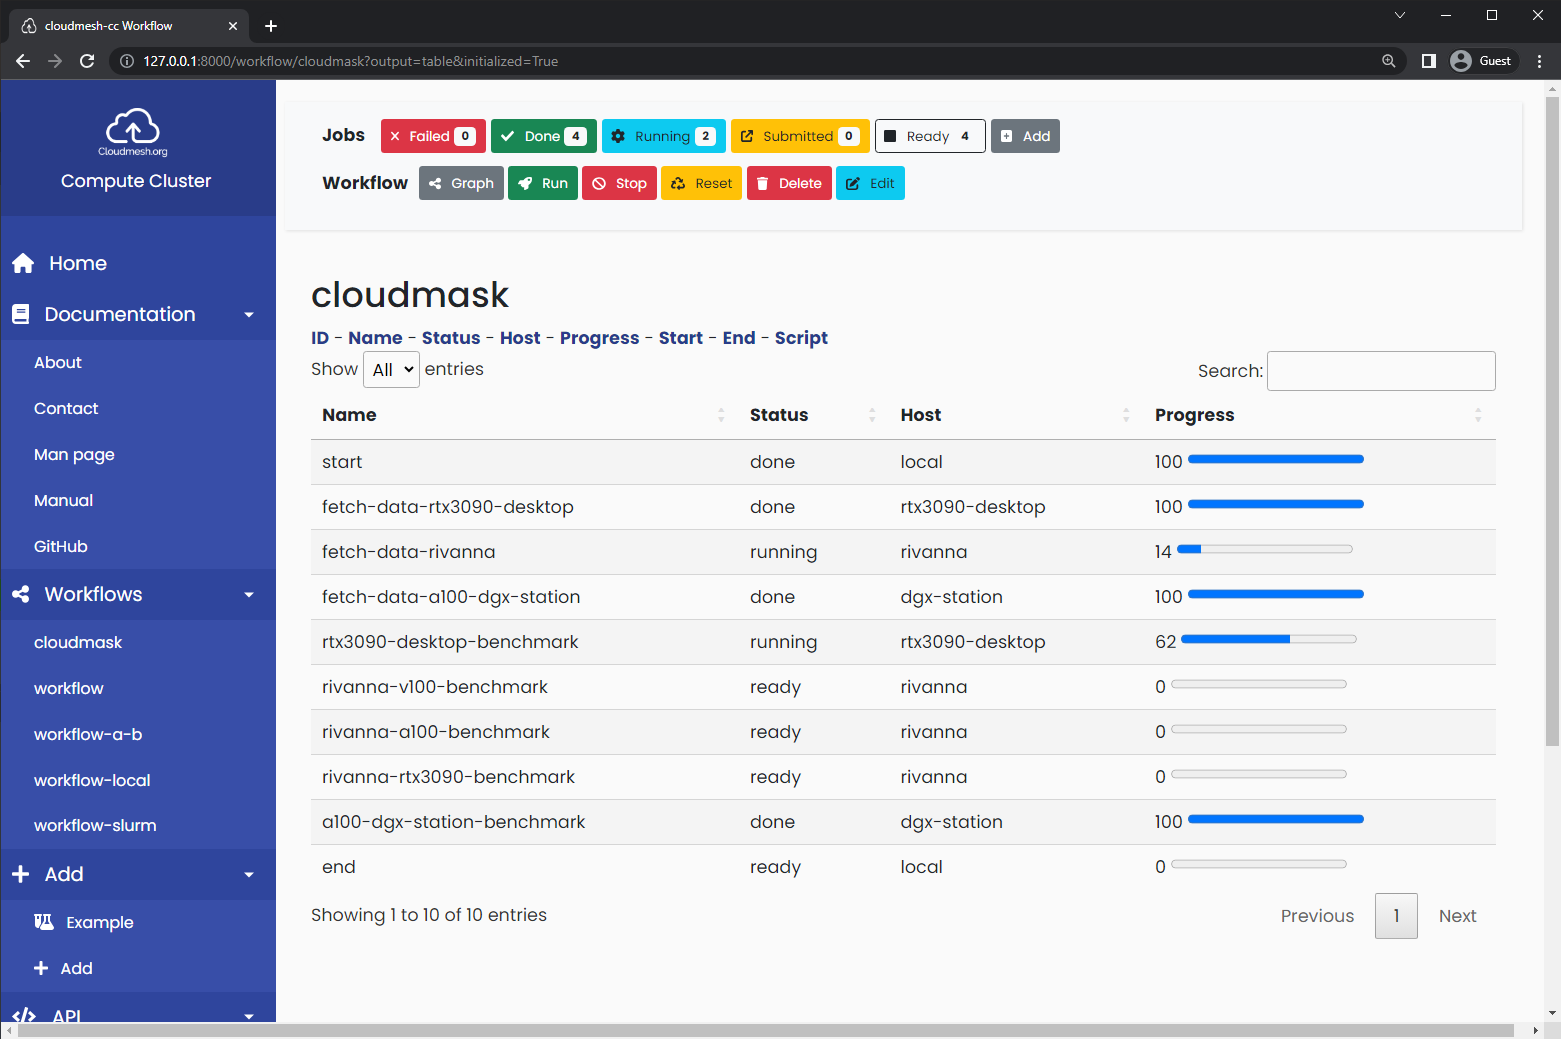 cloudmesh-cc Workflow
127.0.0.1:8000/workflow/cloudmask?output=table&initialized=True
Guest
Cloudmesh.org
Compute Cluster
Home
Documentation
About
Contact
Man page
Manual
GitHub
Workflows
cloudmask
workflow
workflow-a-b
workflow-local
workflow-slurm
Add
Example
Add
API
Jobs Failed 0 Done 4 Running 2 Submitted 0 Ready 4 Add
Workflow Graph Run Stop Reset Delete Edit
cloudmask
ID - Name - Status - Host - Progress - Start - End - Script
Show All entries Search:
Name Status Host Progress
start done local 100
fetch-data-rtx3090-desktop done rtx3090-desktop 100
fetch-data-rivanna running rivanna 14
fetch-data-a100-dgx-station done dgx-station 100
rtx3090-desktop-benchmark running rtx3090-desktop 62
rivanna-v100-benchmark ready rivanna 0
rivanna-a100-benchmark ready rivanna 0
rivanna-rtx3090-benchmark ready rivanna 0
a100-dgx-station-benchmark done dgx-station 100
end ready local 0
Showing 1 to 10 of 10 entries Previous 1 Next